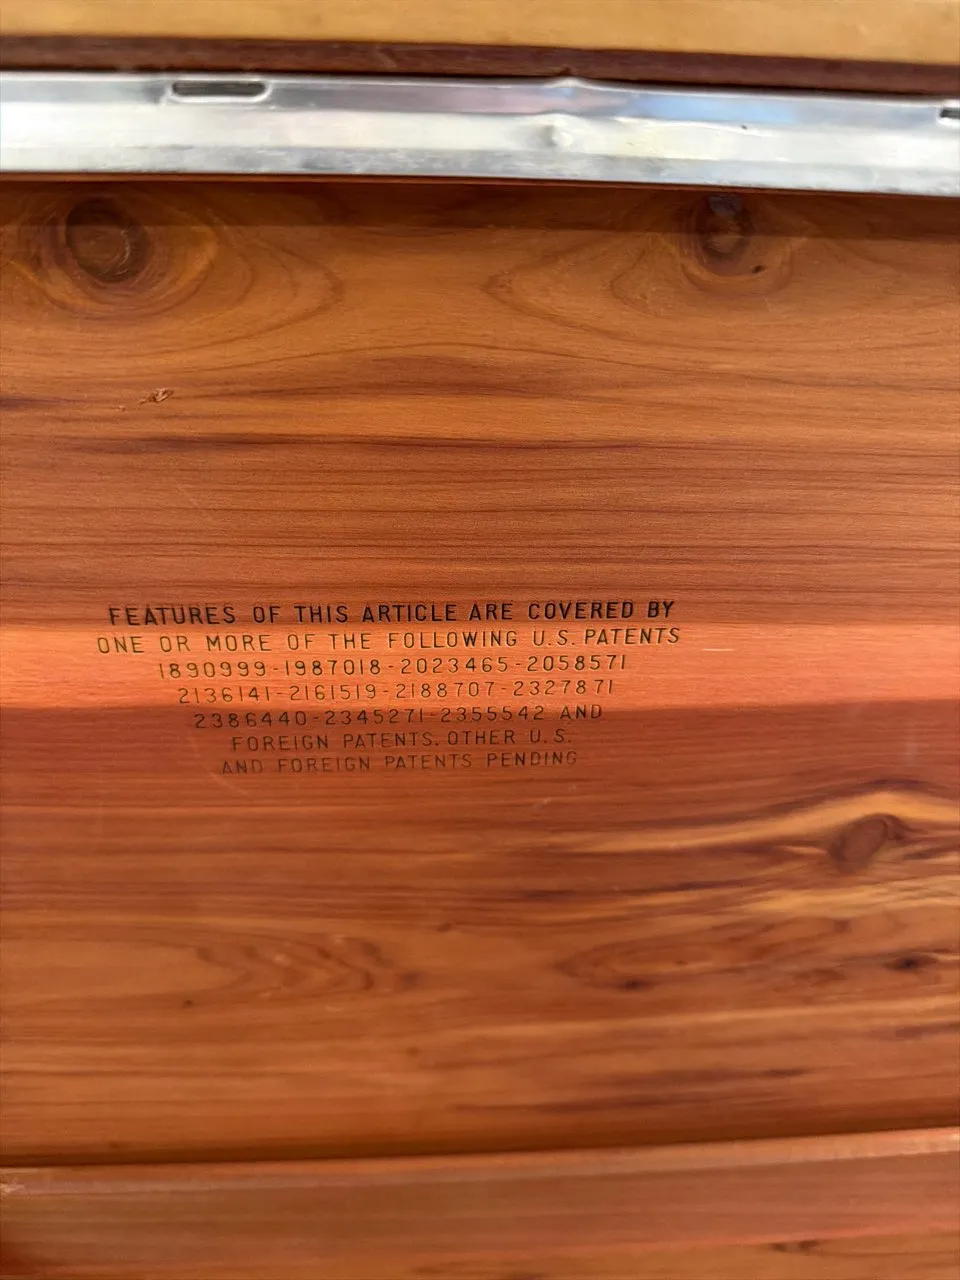 FEATURES OF THIS ARTICLE ARE COVERED BY
ONE OR MORE OF THE FOLLOWING U.S. PATENTS
1890999-1987018-2023465-2058571
2136141-2161519-2188707-2327871
2386440-2345271-2355542 AND
FOREIGN PATENTS. OTHER U.S.
AND FOREIGN PATENTS PENDING